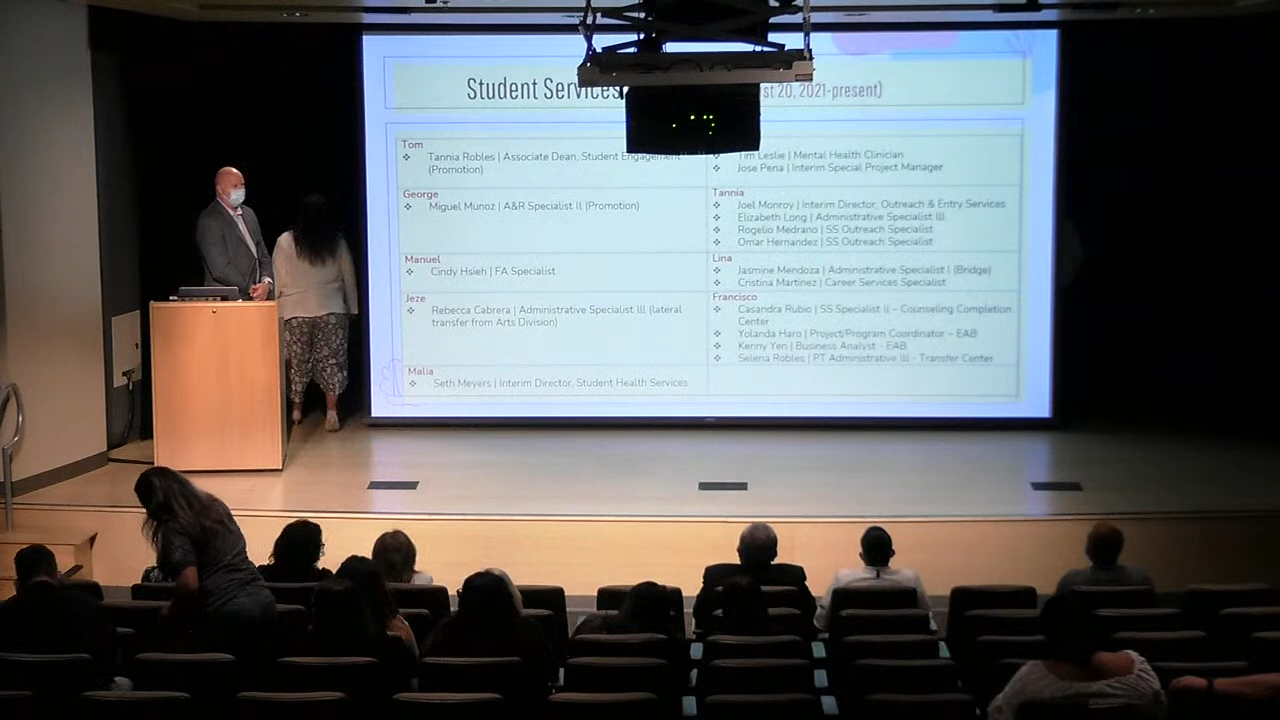 Student Services st 20, 2021-present)
Tom
❖ Tannia Robles | Associate Dean, Student Engagement
(Promotion)
George
❖ Miguel Munoz | A&R Specialist II (Promotion)
Manuel
❖ Cindy Hsieh | FA Specialist
Jeze
❖ Rebecca Cabrera | Administrative Specialist III (lateral
transfer from Arts Division)
Malia
❖ Seth Meyers | Interim Director, Student Health Services
❖ Tim Leslie | Mental Health Clinician
❖ Jose Pena | Interim Special Project Manager
Tannia
❖ Joel Monroy | Interim Director, Outreach & Entry Services
❖ Elizabeth Long | Administrative Specialist III
❖ Rogelio Medrano | SS Outreach Specialist
❖ Omar Hernandez | SS Outreach Specialist
Lina
❖ Jasmine Mendoza | Administrative Specialist I (Bridge)
❖ Cristina Martinez | Career Services Specialist
Francisco
❖ Casandra Rubio | SS Specialist II – Counseling Completion
Center
❖ Yolanda Haro | Project/Program Coordinator – EAB
❖ Kenny Yen | Business Analyst - EAB
❖ Selena Robles | PT Administrative III - Transfer Center